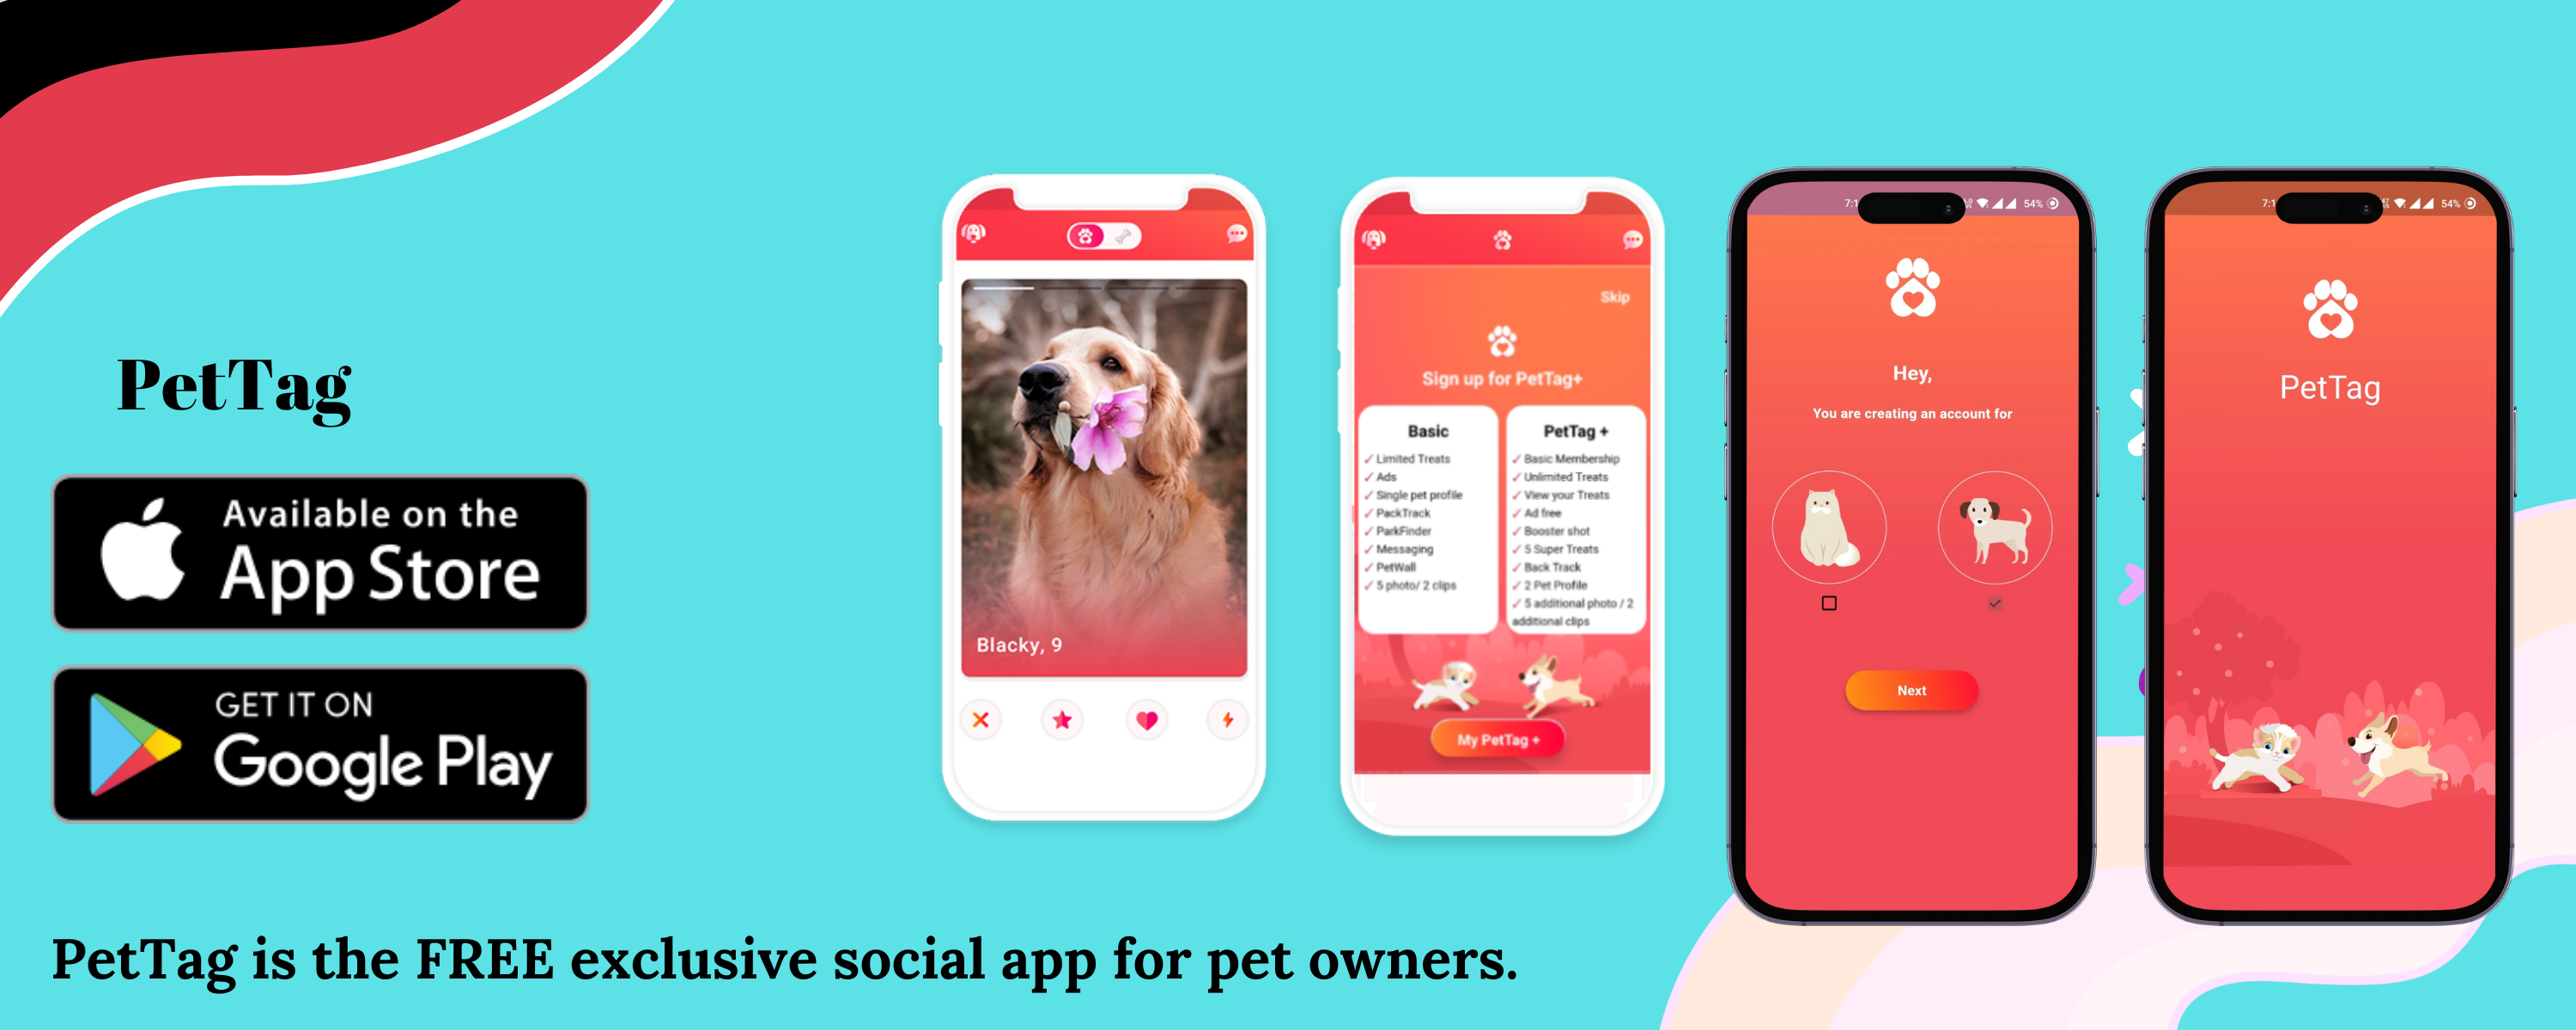 PetTag
Available on the
App Store
GET IT ON
Google Play
PetTag is the FREE exclusive social app for pet owners.
Blacky, 9
Skip
Sign up for PetTag+
Basic
✓ Limited Treats
✓ Ads
✓ Single pet profile
✓ PackTrack
✓ ParkFinder
✓ Messaging
✓ PetWall
✓ 5 photo/ 2 clips
PetTag +
✓ Basic Membership
✓ Unlimited Treats
✓ View your Treats
✓ Ad free
✓ Booster shot
✓ 5 Super Treats
✓ Back Track
✓ 2 Pet Profile
✓ 5 additional photo / 2
additional clips
My PetTag +
7:1 54%
Hey,
You are creating an account for
Next
7:1 54%
PetTag